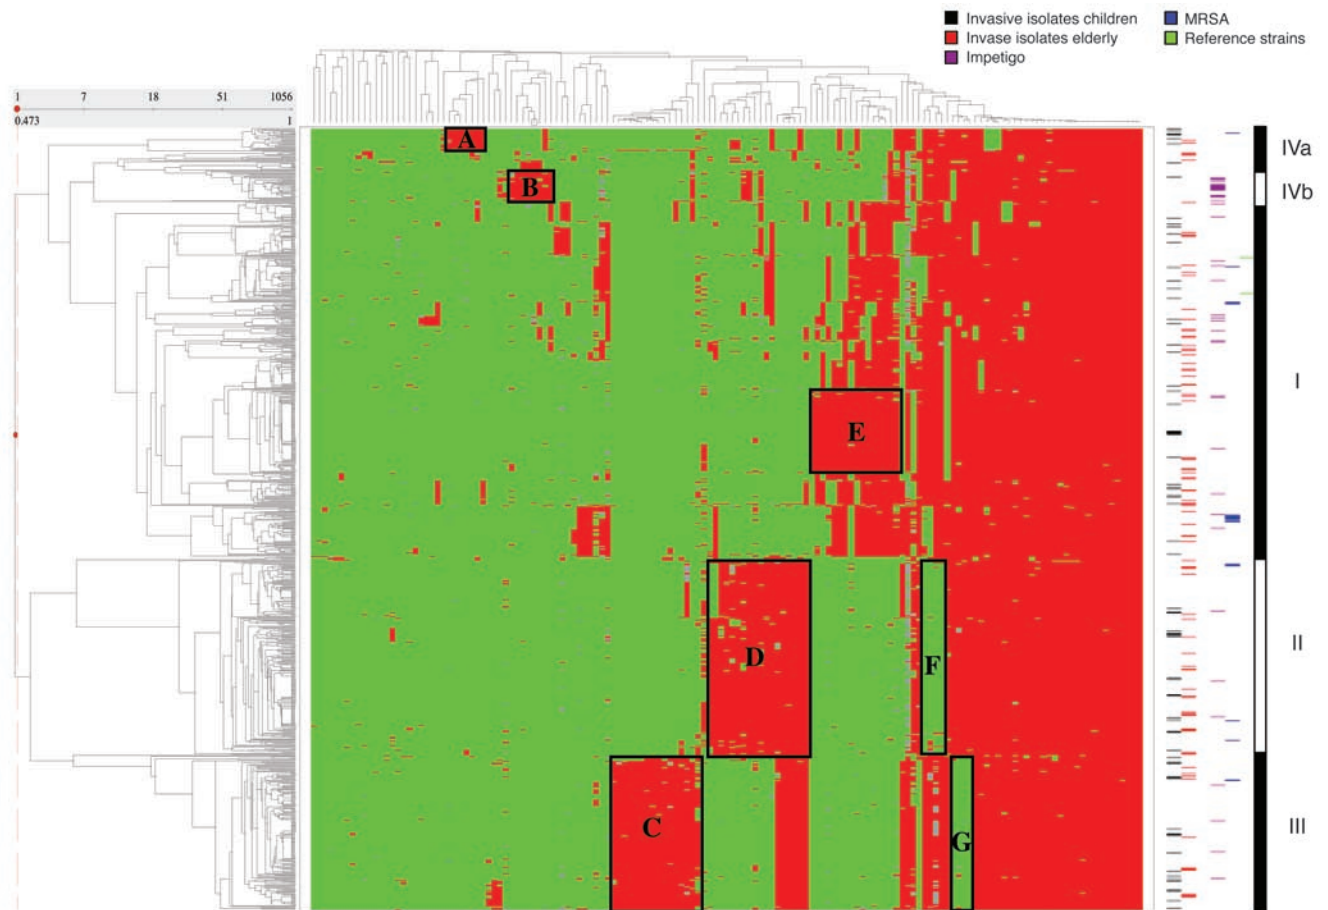 Invasive isolates children
MRSA
Invase isolates elderly
Reference strains
Impetigo
1 7 18 51 1056
0.473 1
A
IVa
B
IVb
I
E
D
F
II
C
G
III